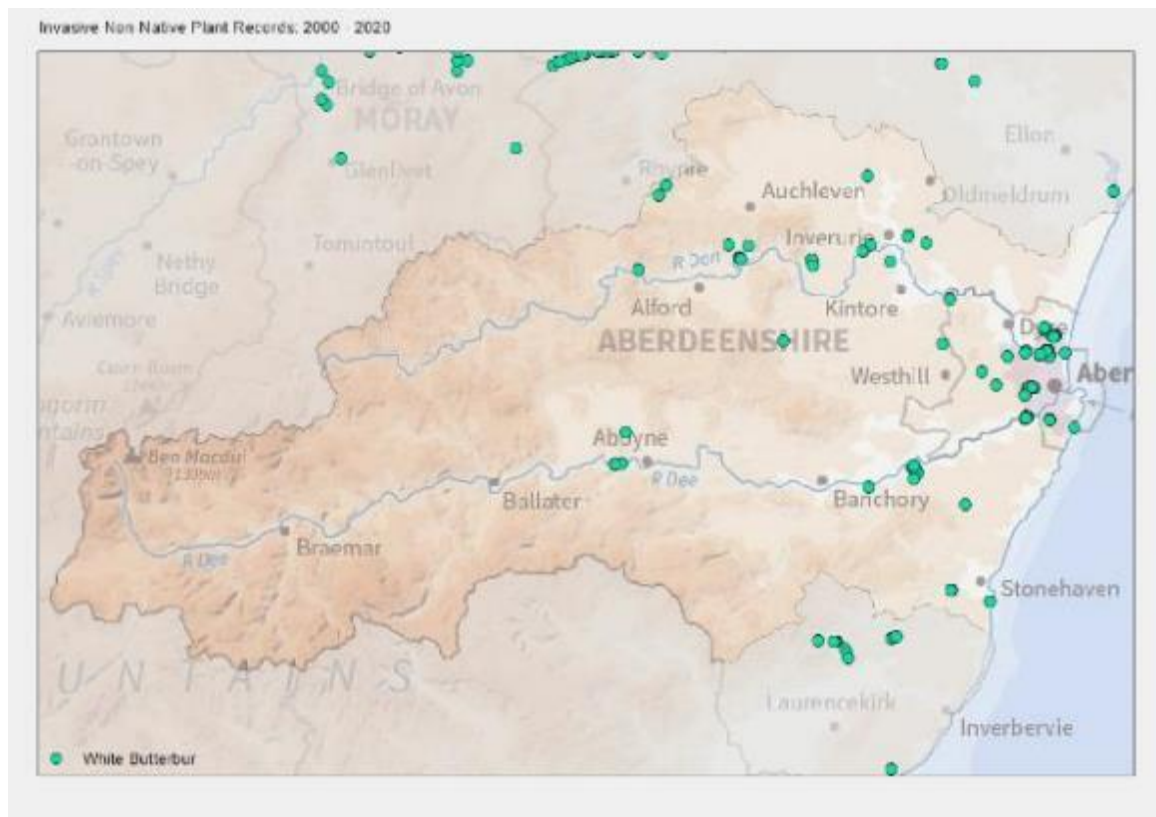 Invasive Non Native Plant Records: 2000 - 2020
Bridge of Avon
MORAY
Grantown
-on-Spey
Glenlivet
Rhynie
Ellon
Auchleven
Oldmeldrum
Tomintoul
Inverurie
Nethy
Bridge
R Don
Alford
Kintore
Aviemore
ABERDEENSHIRE
Westhill
Aber
ntains
Ben Macdui
Aboyne
R Dee
Ballater
Banchory
Braemar
R Dee
Stonehaven
U N T A I N S
Laurencekirk
Inverbervie
White Butterbur